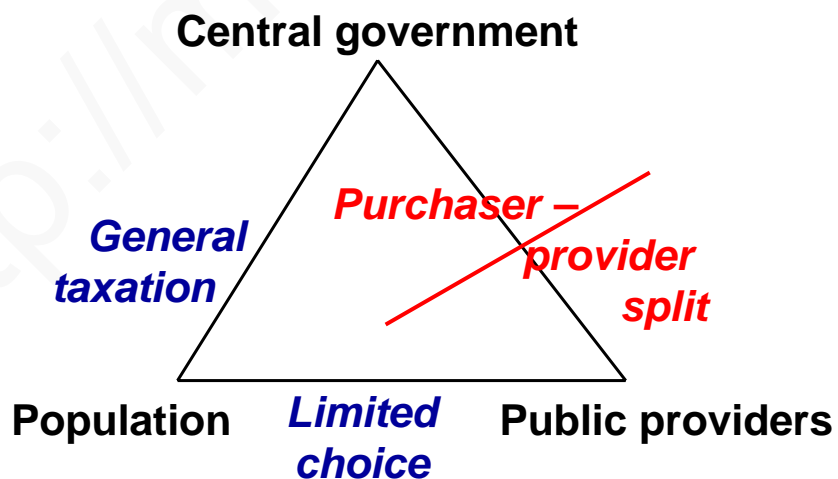 Central government
Purchaser –
General
provider
taxation
split
Population
Limited
Public providers
choice